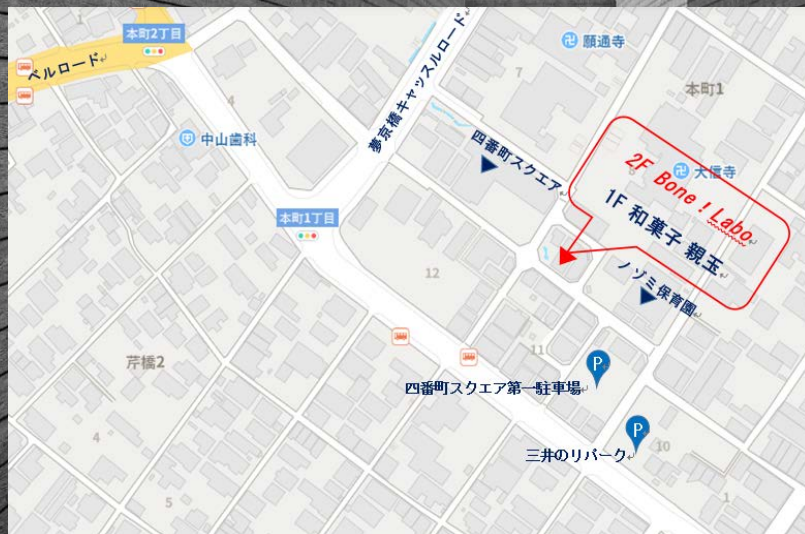 本町2丁目
ベルロード
4
1
中山歯科
夢京橋キャッスルロード
願通寺
7
本町1
四番町スクエア
大信寺
2F Bone ! Labo
1F 和菓子 親玉
本町1丁目
12
ノゾミ保育園
芹橋2
11
P
四番町スクエア第一駐車場
P
三井のリパーク
10
4
5
1